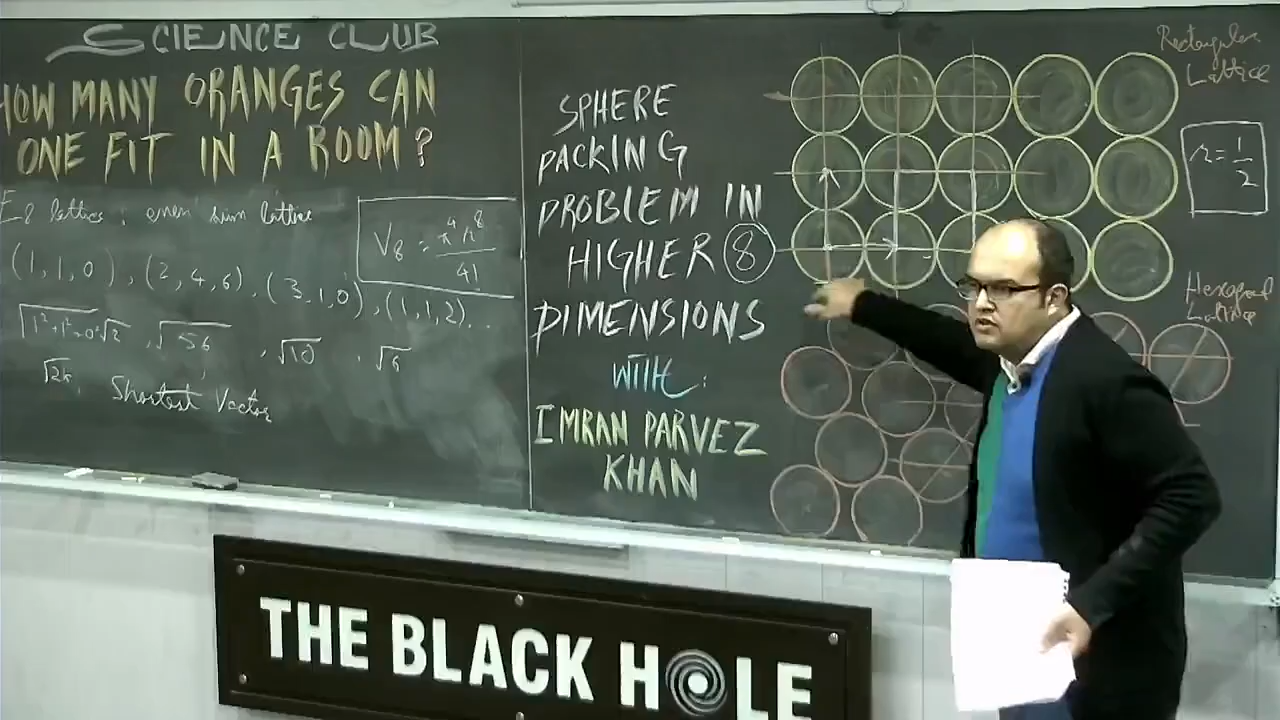 SCIENCE CLUB
HOW MANY ORANGES CAN
ONE FIT IN A ROOM?
E8 lattice: even sum lattice
V8 = π⁴r⁸/4!
(1,1,0), (2,4,6), (3,1,0), (1,1,2)...
√1²+1²+0²=√2, √56, √10, √6
Shortest Vector
SPHERE
PACKING
PROBLEM IN
HIGHER 8
DIMENSIONS
WITH:
IMRAN PARVEZ
KHAN
Rectangular
Lattice
r=1/2
Hexagonal
Lattice
THE BLACK HOLE